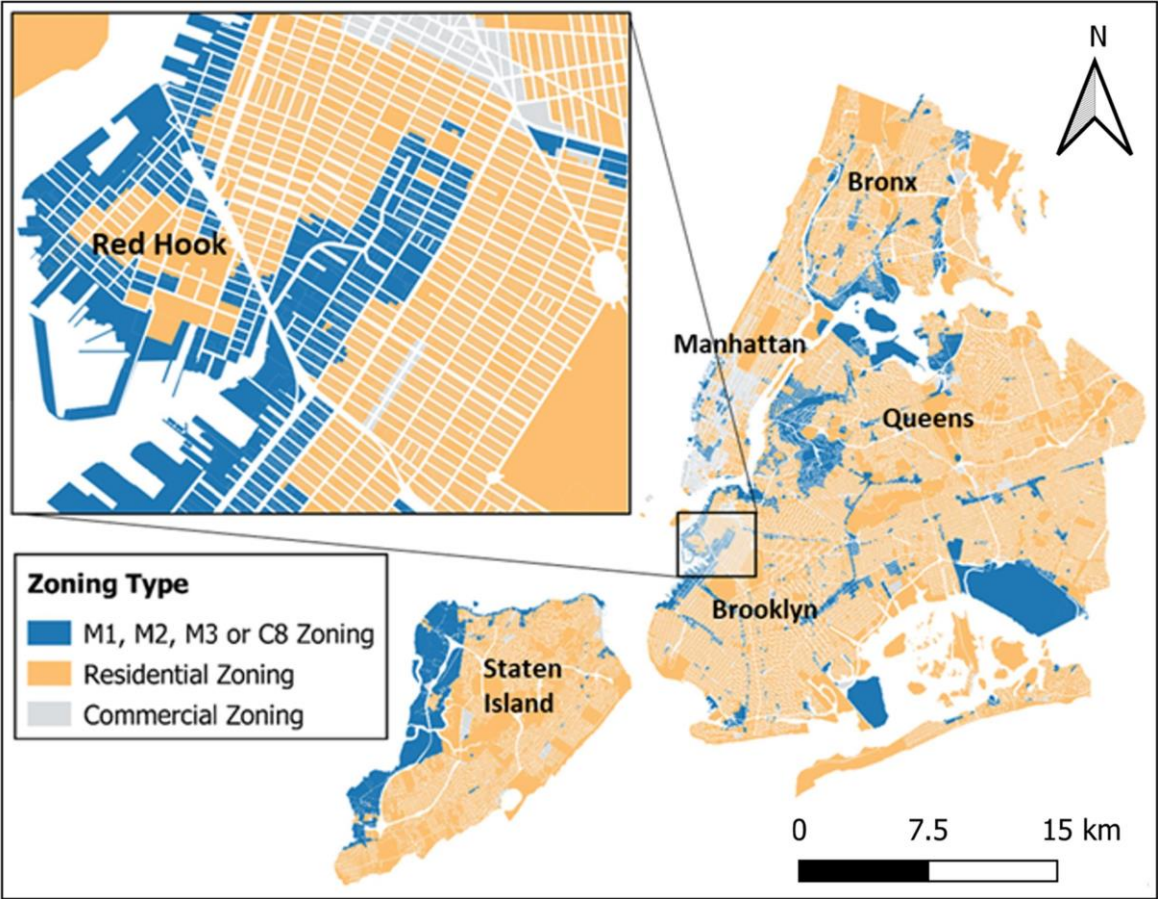 N
Bronx
Red Hook
Manhattan
Queens
Brooklyn
Zoning Type
M1, M2, M3 or C8 Zoning
Residential Zoning
Commercial Zoning
Staten
Island
0 7.5 15 km